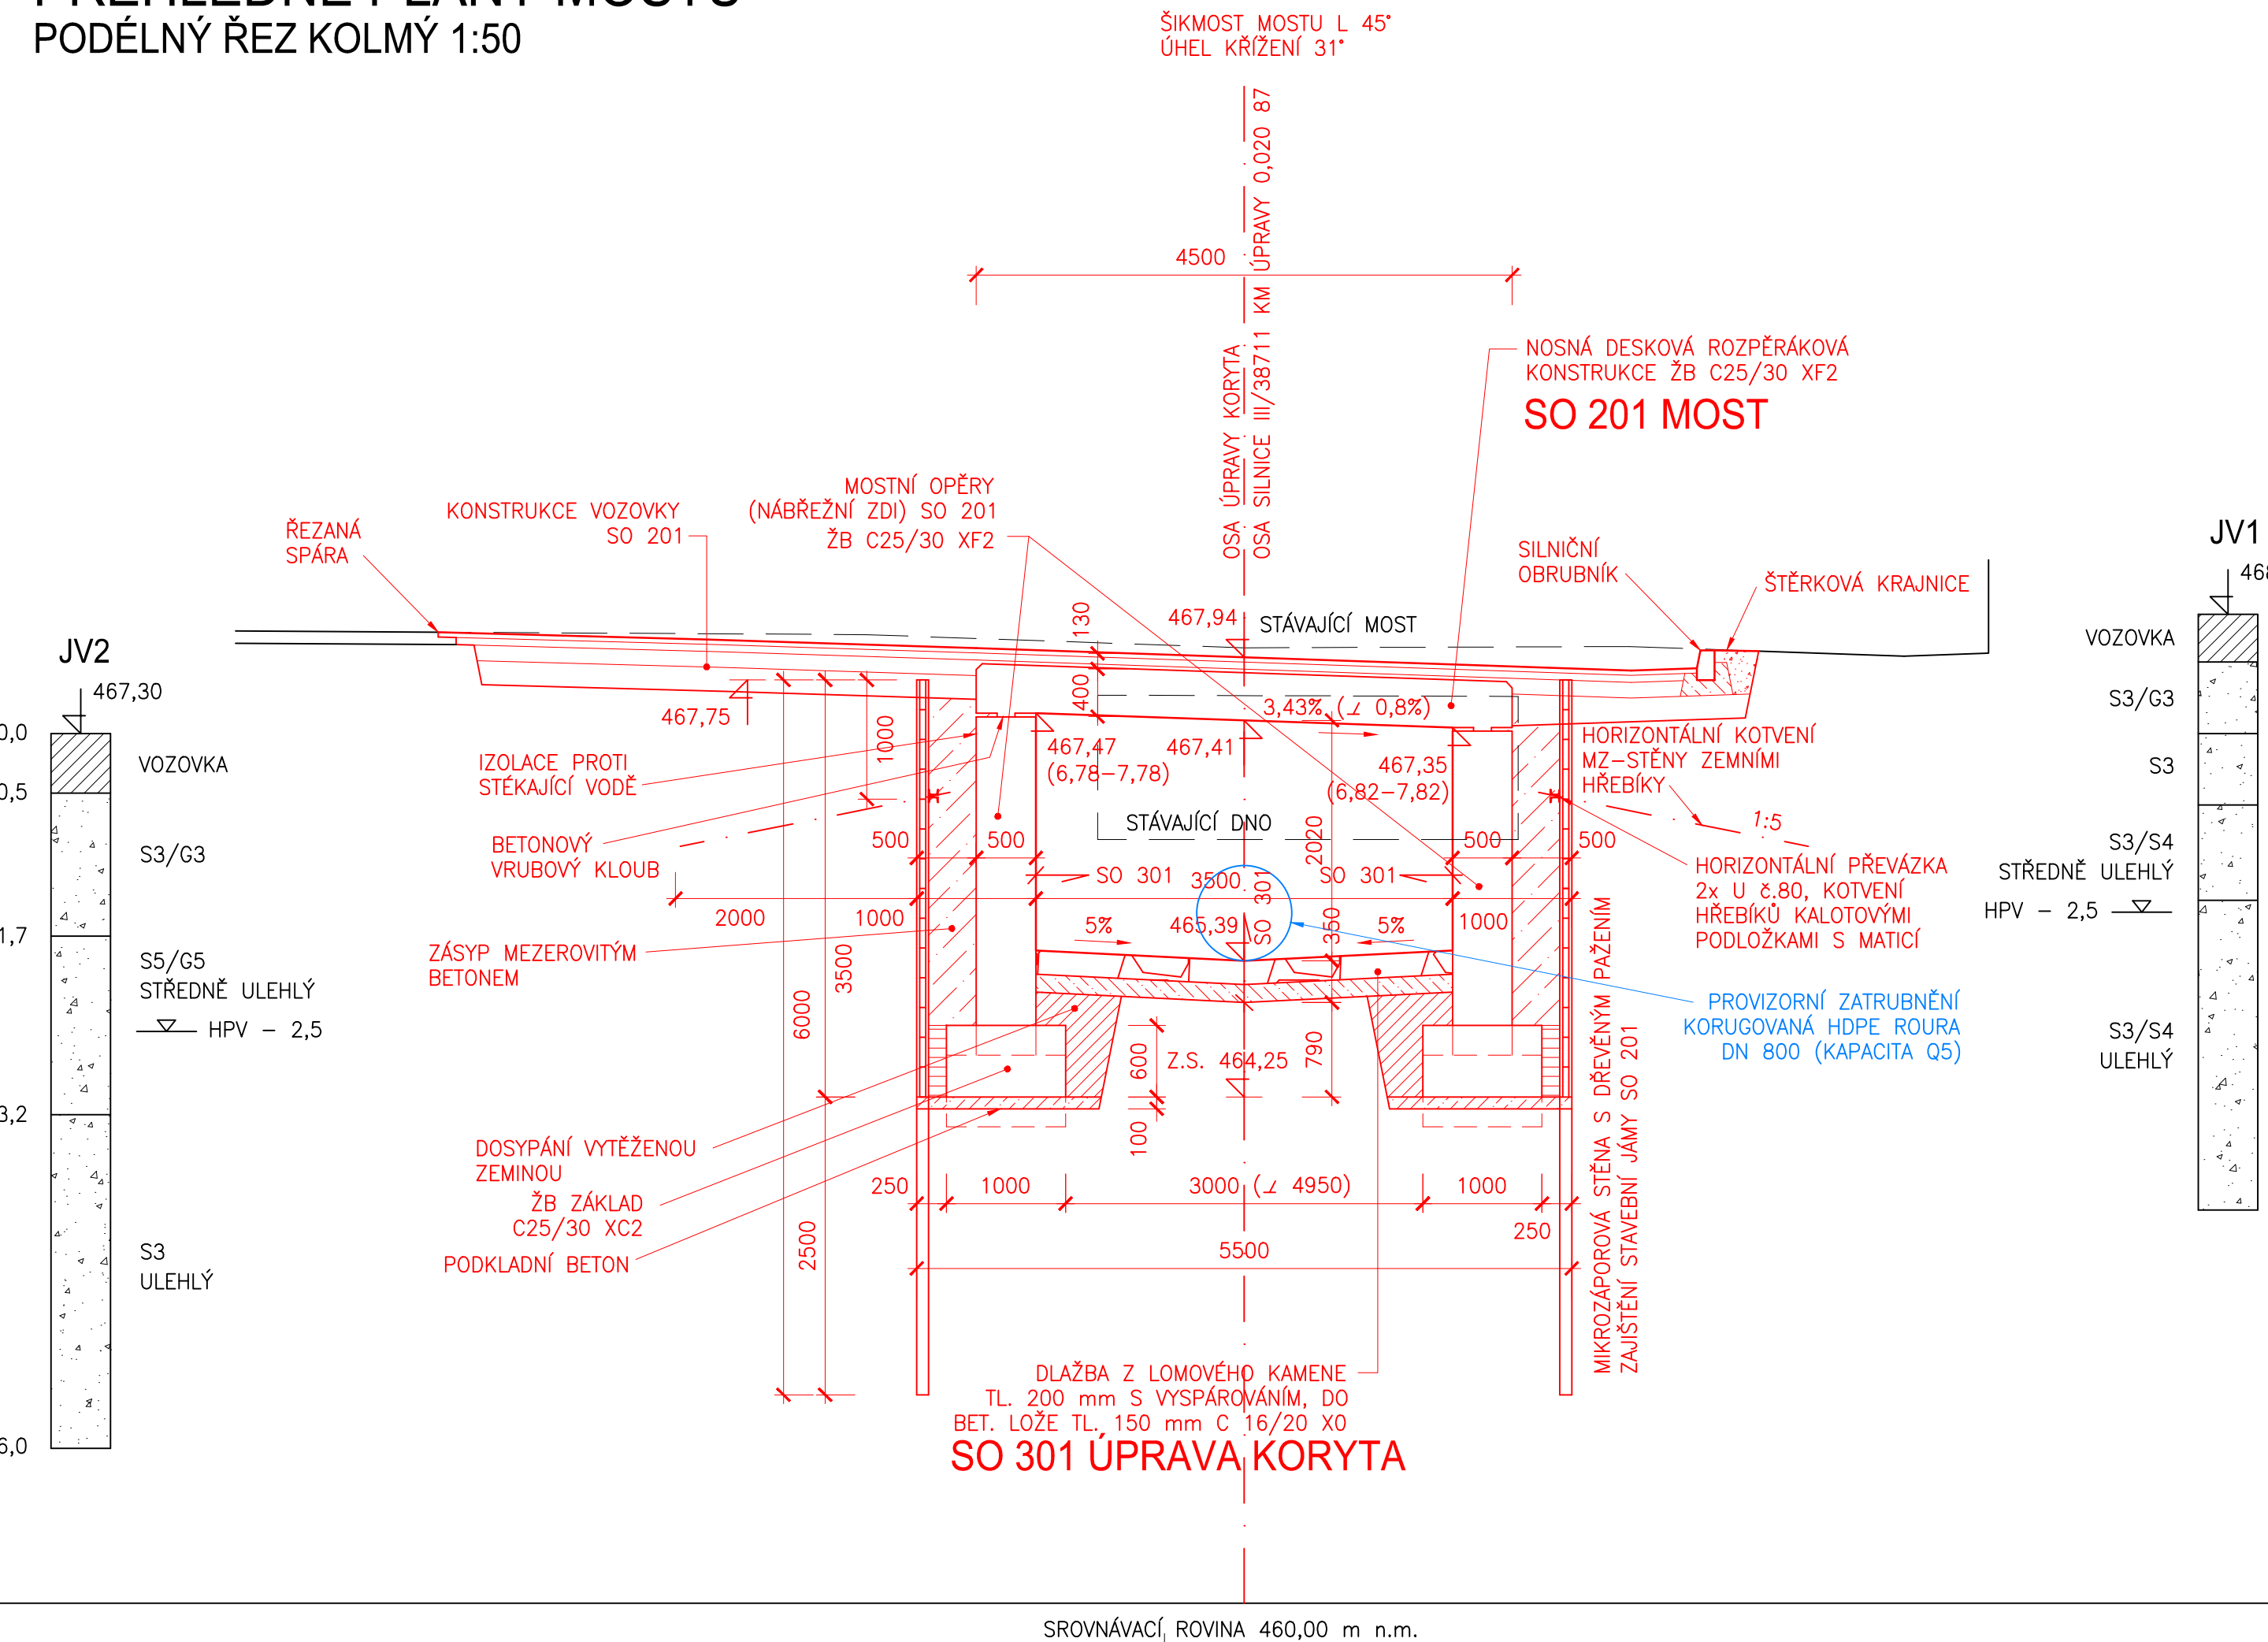 PODÉLNÝ ŘEZ KOLMÝ 1:50
ŠIKMOST MOSTU L 45°
ÚHEL KŘÍŽENÍ 31°
OSA ÚPRAVY KORYTA
OSA SILNICE III/38711 KM ÚPRAVY 0,020 87
4500
NOSNÁ DESKOVÁ ROZPĚRÁKOVÁ
KONSTRUKCE ŽB C25/30 XF2
SO 201 MOST
MOSTNÍ OPĚRY
(NÁBŘEŽNÍ ZDI) SO 201
ŽB C25/30 XF2
KONSTRUKCE VOZOVKY
SO 201
ŘEZANÁ
SPÁRA
SILNIČNÍ
OBRUBNÍK
ŠTĚRKOVÁ KRAJNICE
JV1
JV2
467,30
0,0
VOZOVKA
0,5
S3/G3
1,7
S5/G5
STŘEDNĚ ULEHLÝ
HPV – 2,5
3,2
S3
ULEHLÝ
6,0
VOZOVKA
S3/G3
S3
S3/S4
STŘEDNĚ ULEHLÝ
HPV – 2,5
S3/S4
ULEHLÝ
130
467,94
STÁVAJÍCÍ MOST
400
467,75
3,43% (⊥ 0,8%)
1000
467,47
(6,78–7,78)
467,41
467,35
(6,82–7,82)
IZOLACE PROTI
STÉKAJÍCÍ VODĚ
BETONOVÝ
VRUBOVÝ KLOUB
STÁVAJÍCÍ DNO
2020
HORIZONTÁLNÍ KOTVENÍ
MZ–STĚNY ZEMNÍMI
HŘEBÍKY
1:5
500
500
500
500
SO 301
3500
SO 301
SO 301
HORIZONTÁLNÍ PŘEVÁZKA
2x U č.80, KOTVENÍ
HŘEBÍKŮ KALOTOVÝMI
PODLOŽKAMI S MATICÍ
2000
1000
5%
465,39
350
5%
1000
ZÁSYP MEZEROVITÝM
BETONEM
3500
6000
PROVIZORNÍ ZATRUBNĚNÍ
KORUGOVANÁ HDPE ROURA
DN 800 (KAPACITA Q5)
600
Z.S. 464,25
790
100
DOSYPÁNÍ VYTĚŽENOU
ZEMINOU
ŽB ZÁKLAD
C25/30 XC2
PODKLADNÍ BETON
250
1000
3000 (⊥ 4950)
1000
250
2500
5500
MIKROZÁPOROVÁ STĚNA S DŘEVĚNÝM PAŽENÍM
ZAJIŠTĚNÍ STAVEBNÍ JÁMY SO 201
DLAŽBA Z LOMOVÉHO KAMENE
TL. 200 mm S VYSPÁROVÁNÍM, DO
BET. LOŽE TL. 150 mm C 16/20 X0
SO 301 ÚPRAVA KORYTA
SROVNÁVACÍ ROVINA 460,00 m n.m.